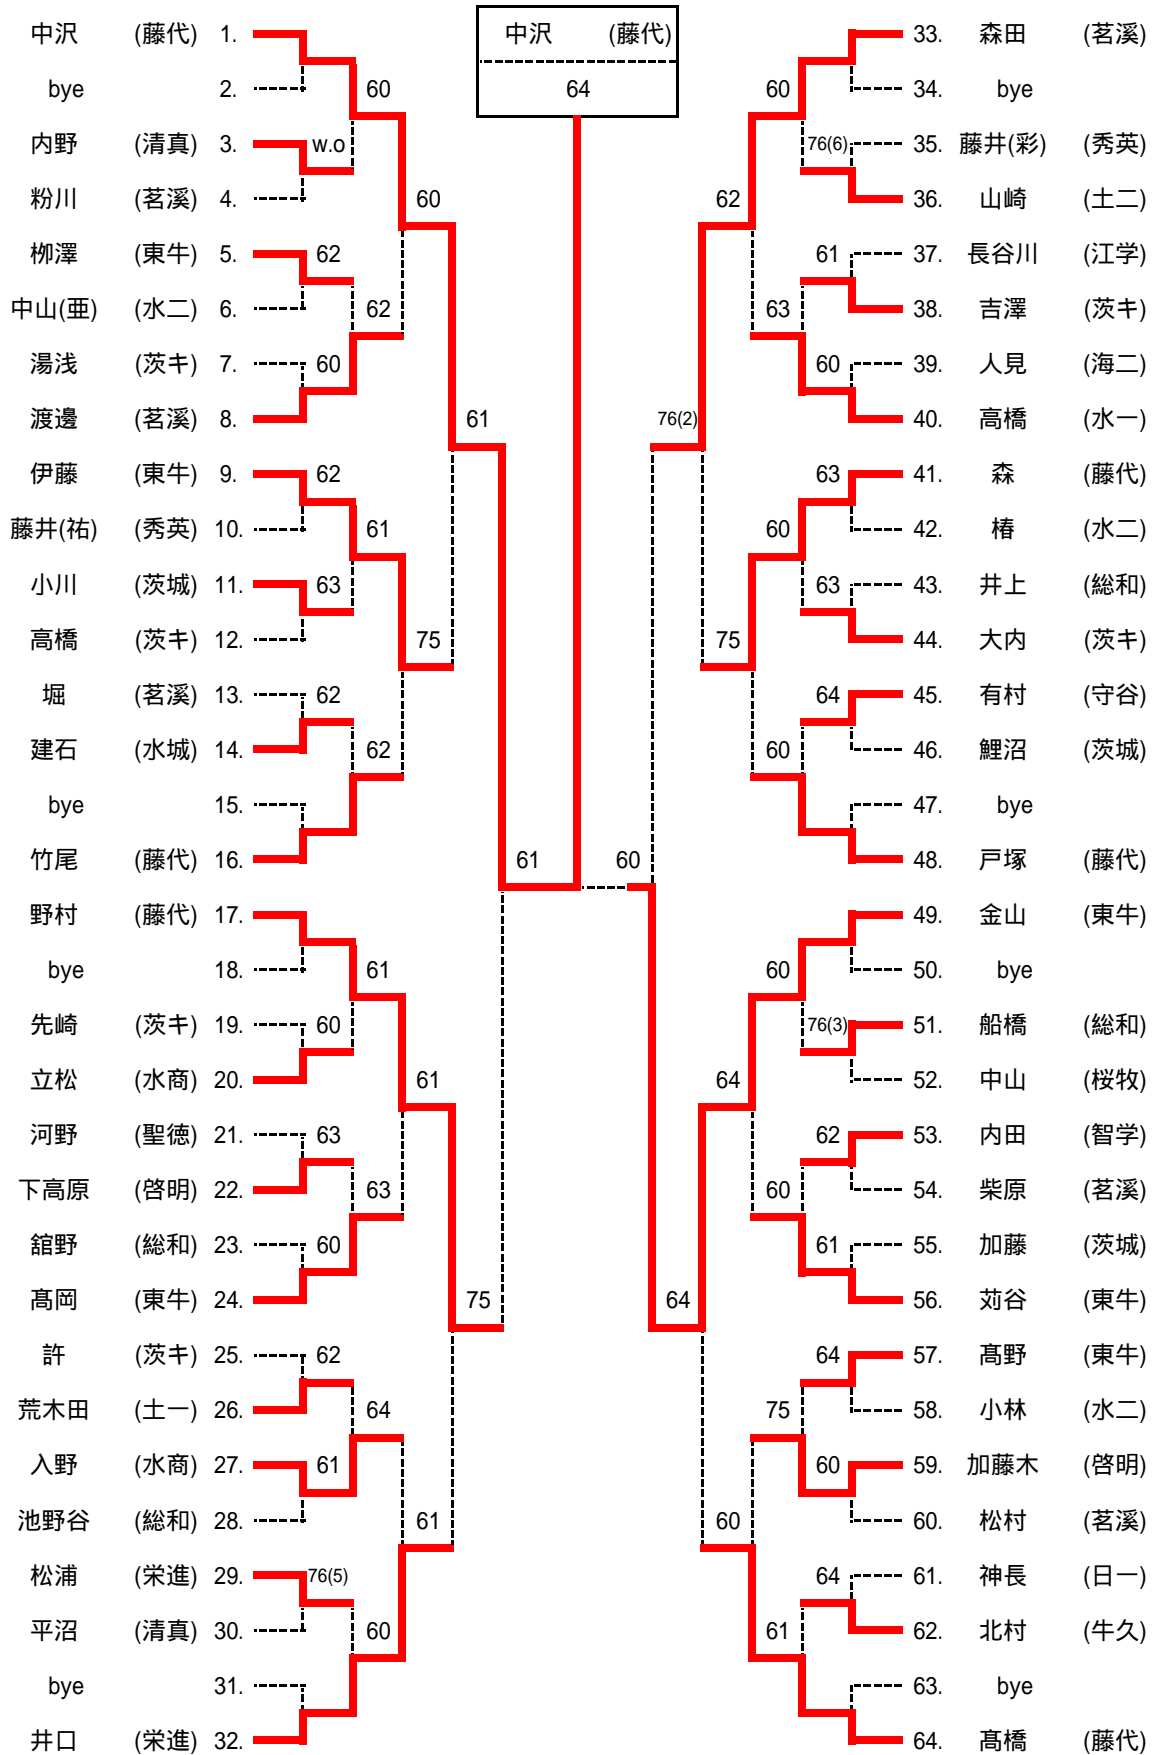 中沢 (藤代)
64
中沢 (藤代) 1.
bye 2.
60
内野 (清真) 3.
w.o
粉川 (茗溪) 4.
60
栁澤 (東牛) 5.
62
中山(亜) (水二) 6.
62
湯浅 (茨キ) 7.
60
渡邉 (茗溪) 8.
61
伊藤 (東牛) 9.
62
藤井(祐) (秀英) 10.
61
小川 (茨城) 11.
63
高橋 (茨キ) 12.
75
堀 (茗溪) 13.
62
建石 (水城) 14.
62
bye 15.
竹尾 (藤代) 16.
61
野村 (藤代) 17.
bye 18.
61
先崎 (茨キ) 19.
60
立松 (水商) 20.
61
河野 (聖徳) 21.
63
下高原 (啓明) 22.
63
舘野 (総和) 23.
60
髙岡 (東牛) 24.
75
許 (茨キ) 25.
62
荒木田 (土一) 26.
64
入野 (水商) 27.
61
池野谷 (総和) 28.
61
松浦 (栄進) 29.
76(5)
平沼 (清真) 30.
60
bye 31.
井口 (栄進) 32.
33. 森田 (茗溪)
60
34. bye
76(6)
35. 藤井(彩) (秀英)
62
36. 山崎 (土二)
61
37. 長谷川 (江学)
63
38. 吉澤 (茨キ)
60
39. 人見 (海二)
76(2)
40. 高橋 (水一)
63
41. 森 (藤代)
60
42. 椿 (水二)
63
43. 井上 (総和)
75
44. 大内 (茨キ)
64
45. 有村 (守谷)
60
46. 鯉沼 (茨城)
47. bye
60
48. 戸塚 (藤代)
49. 金山 (東牛)
60
50. bye
76(3)
51. 船橋 (総和)
64
52. 中山 (桜牧)
62
53. 内田 (智学)
60
54. 柴原 (茗溪)
61
55. 加藤 (茨城)
64
56. 苅谷 (東牛)
64
57. 髙野 (東牛)
75
58. 小林 (水二)
60
59. 加藤木 (啓明)
60
60. 松村 (茗溪)
64
61. 神長 (日一)
61
62. 北村 (牛久)
63. bye
64. 髙橋 (藤代)